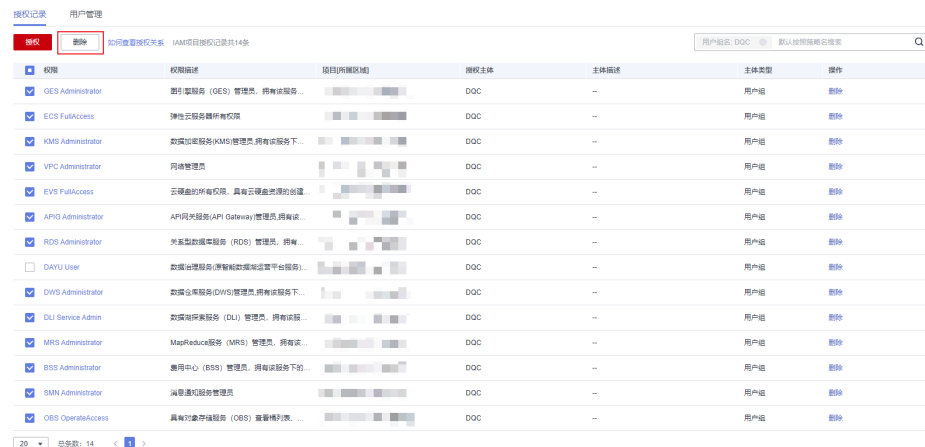 授权记录 用户管理
授权 删除 如何查看授权关系 IAM项目授权记录共14条 用户组名: DQC 默认按照策略名搜索
权限 权限描述 项目[所属区域] 授权主体 主体描述 主体类型 操作
GES Administrator 图引擎服务（GES）管理员，拥有该服务... DQC -- 用户组 删除
ECS FullAccess 弹性云服务器所有权限 DQC -- 用户组 删除
KMS Administrator 数据加密服务(KMS)管理员,拥有该服务下... DQC -- 用户组 删除
VPC Administrator 网络管理员 DQC -- 用户组 删除
EVS FullAccess 云硬盘的所有权限，具有云硬盘资源的创建... DQC -- 用户组 删除
APIG Administrator API网关服务(API Gateway)管理员,拥有该... DQC -- 用户组 删除
RDS Administrator 关系型数据库服务（RDS）管理员，拥有... DQC -- 用户组 删除
DAYU User 数据治理服务(原智能数据湖运营平台服务)... DQC -- 用户组 删除
DWS Administrator 数据仓库服务(DWS)管理员,拥有该服务下... DQC -- 用户组 删除
DLI Service Admin 数据湖探索服务（DLI）管理员，拥有该服... DQC -- 用户组 删除
MRS Administrator MapReduce服务（MRS）管理员，拥有该... DQC -- 用户组 删除
BSS Administrator 费用中心（BSS）管理员，拥有该服务下的... DQC -- 用户组 删除
SMN Administrator 消息通知服务管理员 DQC -- 用户组 删除
OBS OperateAccess 具有对象存储服务（OBS）查看桶列表、... DQC -- 用户组 删除
20 总条数：14 < 1 >